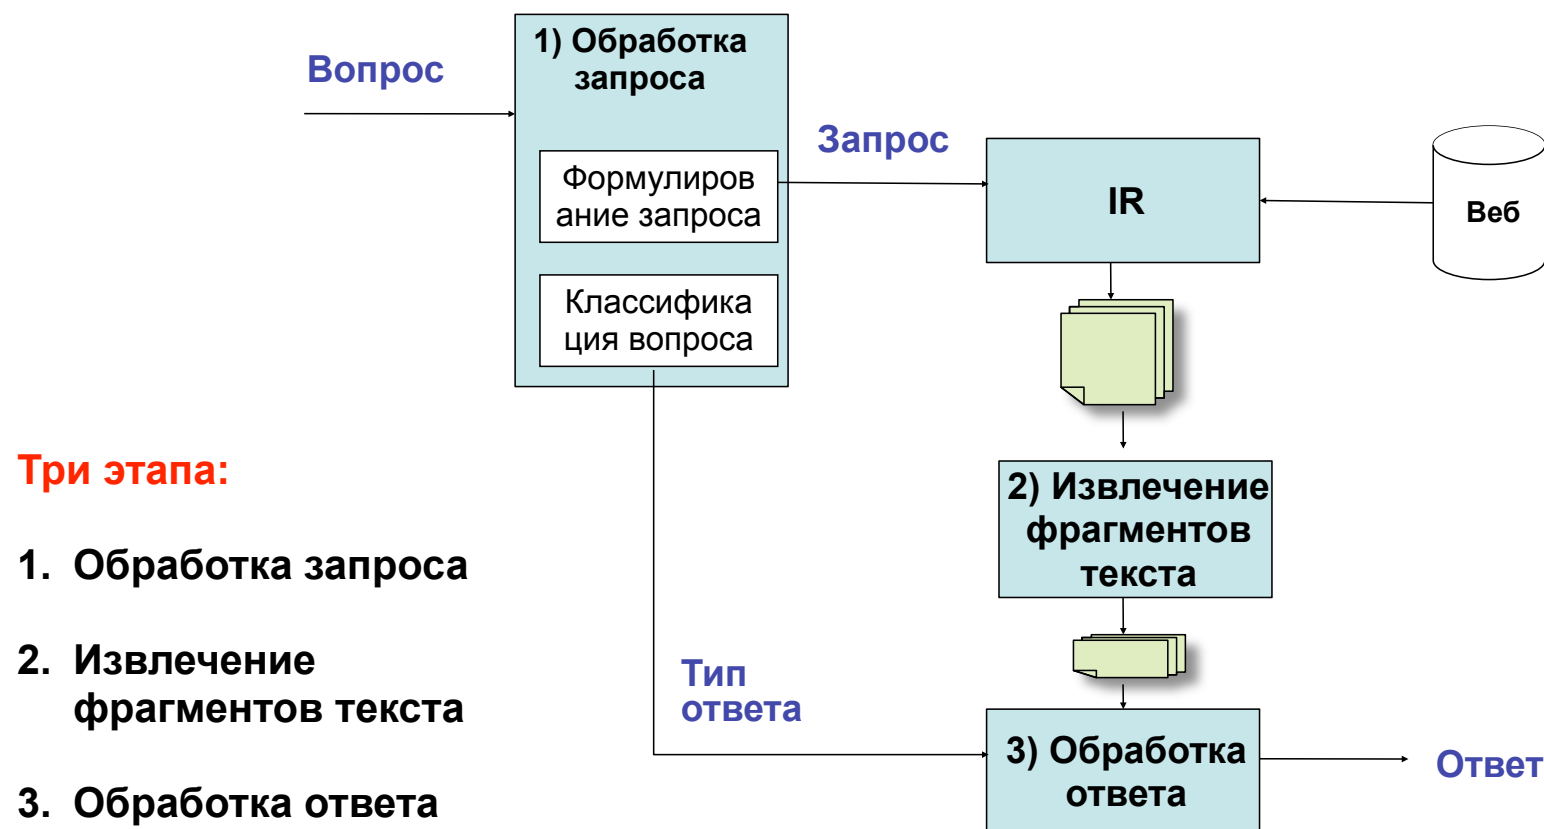 1) Обработка
запроса
Вопрос
Запрос
Формулиров
ание запроса
IR
Веб
Классифика
ция вопроса
Три этапа:
1. Обработка запроса
2. Извлечение
фрагментов текста
3. Обработка ответа
2) Извлечение
фрагментов
текста
Тип
ответа
3) Обработка
ответа
Ответ